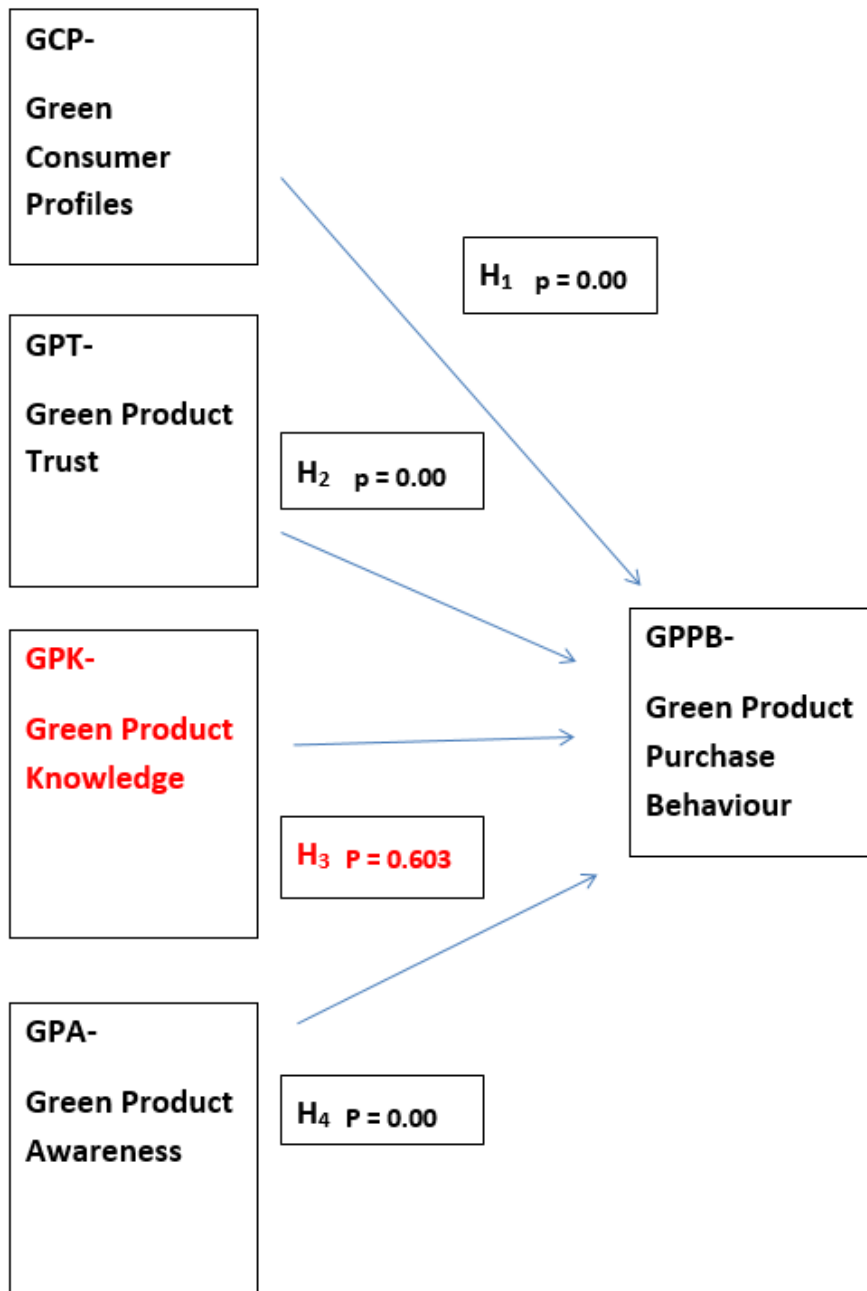 GCP-
Green
Consumer
Profiles
H₁ p = 0.00
GPT-
Green Product
Trust
H₂ p = 0.00
GPK-
Green Product
Knowledge
H₃ P = 0.603
GPPB-
Green Product
Purchase
Behaviour
GPA-
Green Product
Awareness
H₄ P = 0.00